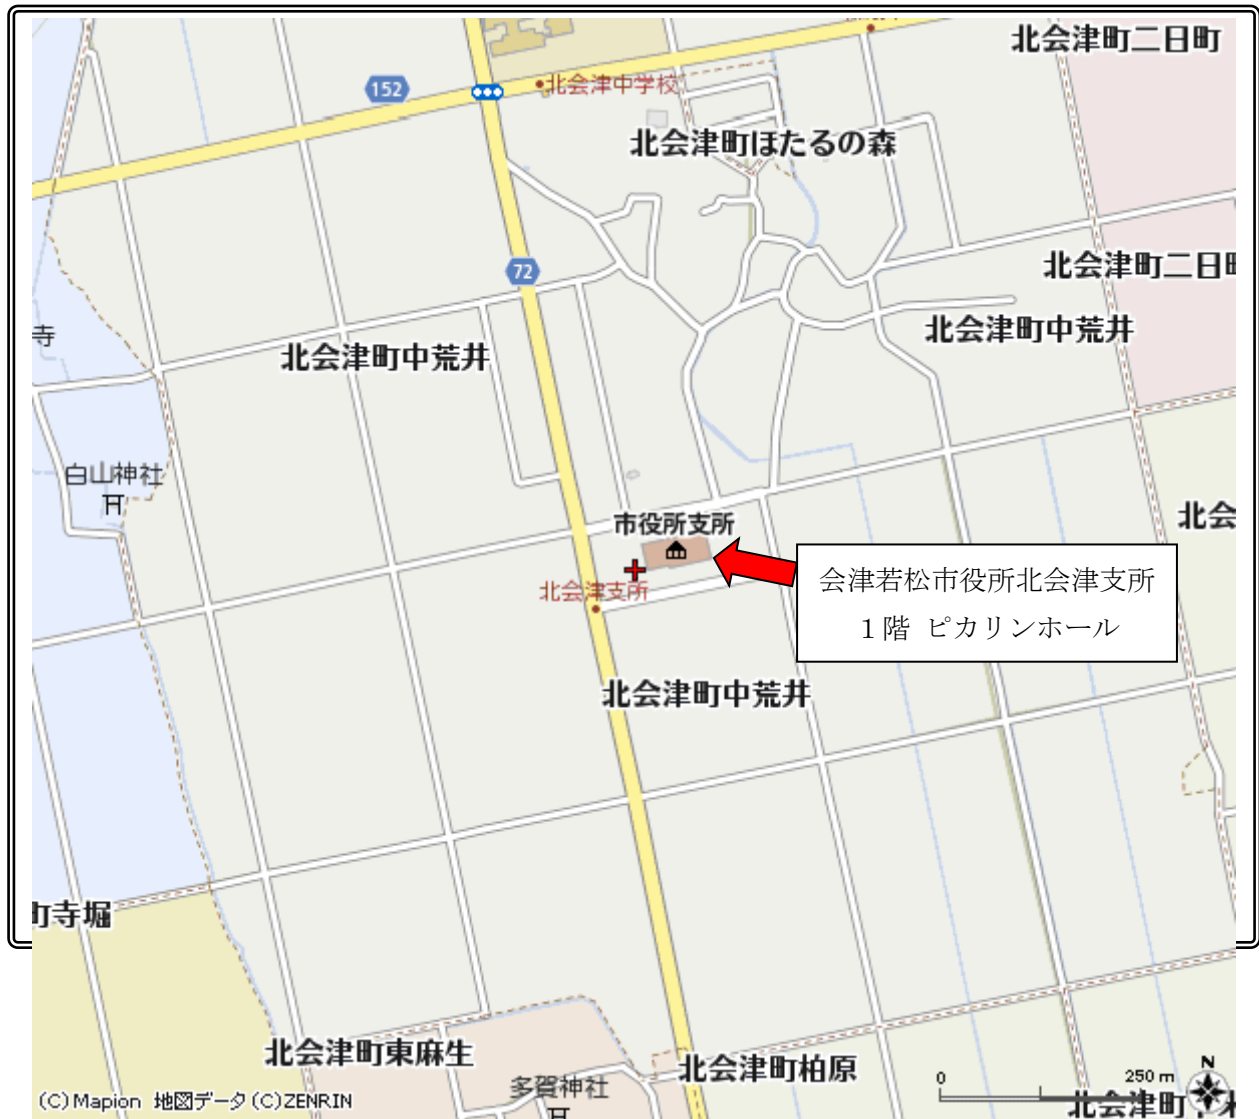 北会津町二日町
152
北会津中学校
北会津町ほたるの森
72
北会津町二日町
寺
北会津町中荒井
北会津町中荒井
白山神社
北会
市役所支所
北会津支所
会津若松市役所北会津支所
1階 ピカリンホール
北会津町中荒井
町寺堀
北会津町東麻生
北会津町柏原
多賀神社
0
250 m
N
北会津町
(C)Mapion 地図データ(C)ZENRIN